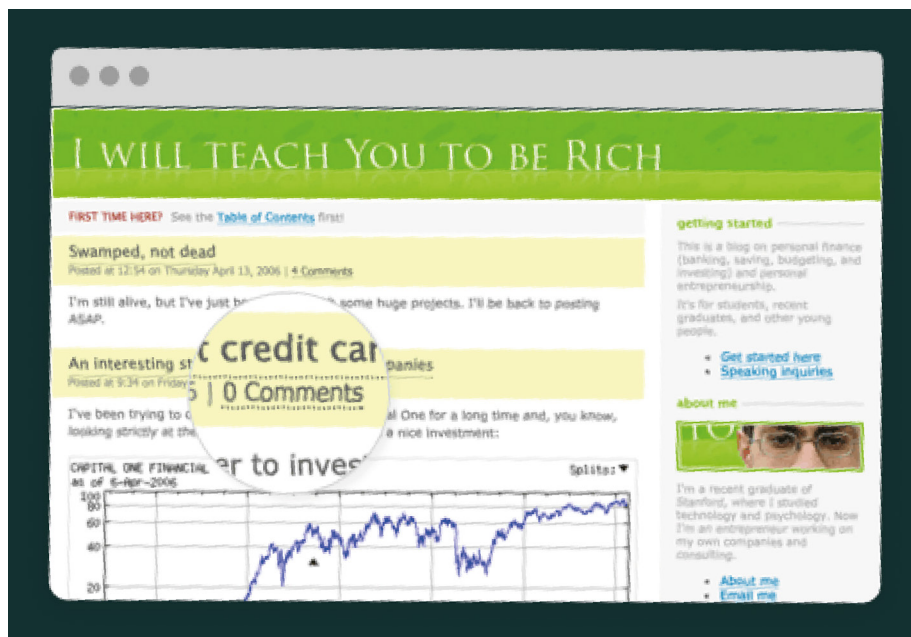 I WILL TEACH YOU TO BE RICH
FIRST TIME HERE? See the Table of Contents first!
Swamped, not dead
Posted at 12:54 on Thursday April 13, 2006 | 4 Comments
I'm still alive, but I've just some huge projects. I'll be back to posting
ASAP.
An interesting
Posted at 9:34 on Friday
t credit car
| 0 Comments
I've been trying to One for a long time and, you know,
looking strictly at the a nice investment:
er to inves
CAPITAL ONE FINANCIAL
as of 6-Apr-2006
Splits:▼
100
80
60
40
20
getting started
This is a blog on personal finance
(banking, saving, budgeting, and
investing) and personal
entrepreneurship.
It's for students, recent
graduates, and other young
people.
• Get started here
• Speaking inquiries
about me
I'm a recent graduate of
Stanford, where I studied
technology and psychology. Now
I'm an entrepreneur working on
my own companies and
consulting.
• About me
• Email me